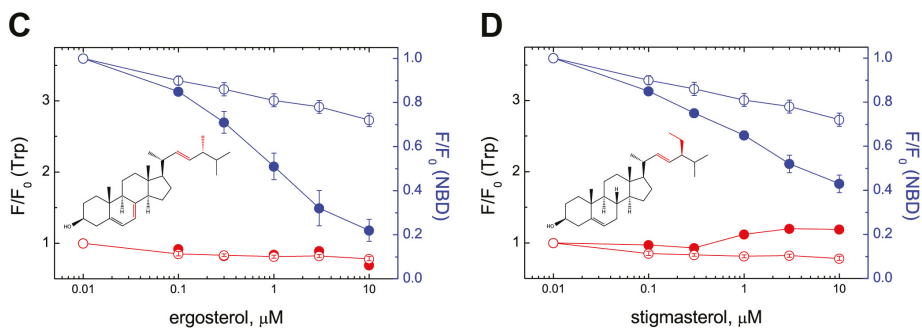 C
F/F0 (Trp)
3
2
1
1.0
0.8
0.6
0.4
0.2
0.0
F/F0 (NBD)
HO
H
H
H
0.01
0.1
1
10
ergosterol, μM
D
F/F0 (Trp)
3
2
1
1.0
0.8
0.6
0.4
0.2
0.0
F/F0 (NBD)
HO
H
H
H
H
0.01
0.1
1
10
stigmasterol, μM